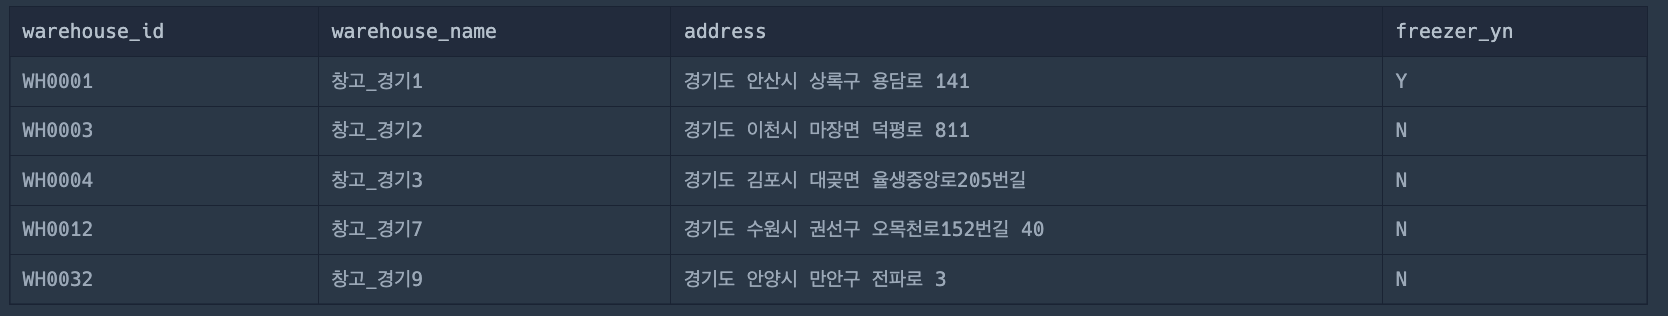 warehouse_id warehouse_name address freezer_yn
WH0001 창고_경기1 경기도 안산시 상록구 용담로 141 Y
WH0003 창고_경기2 경기도 이천시 마장면 덕평로 811 N
WH0004 창고_경기3 경기도 김포시 대곶면 율생중앙로205번길 N
WH0012 창고_경기7 경기도 수원시 권선구 오목천로152번길 40 N
WH0032 창고_경기9 경기도 안양시 만안구 전파로 3 N